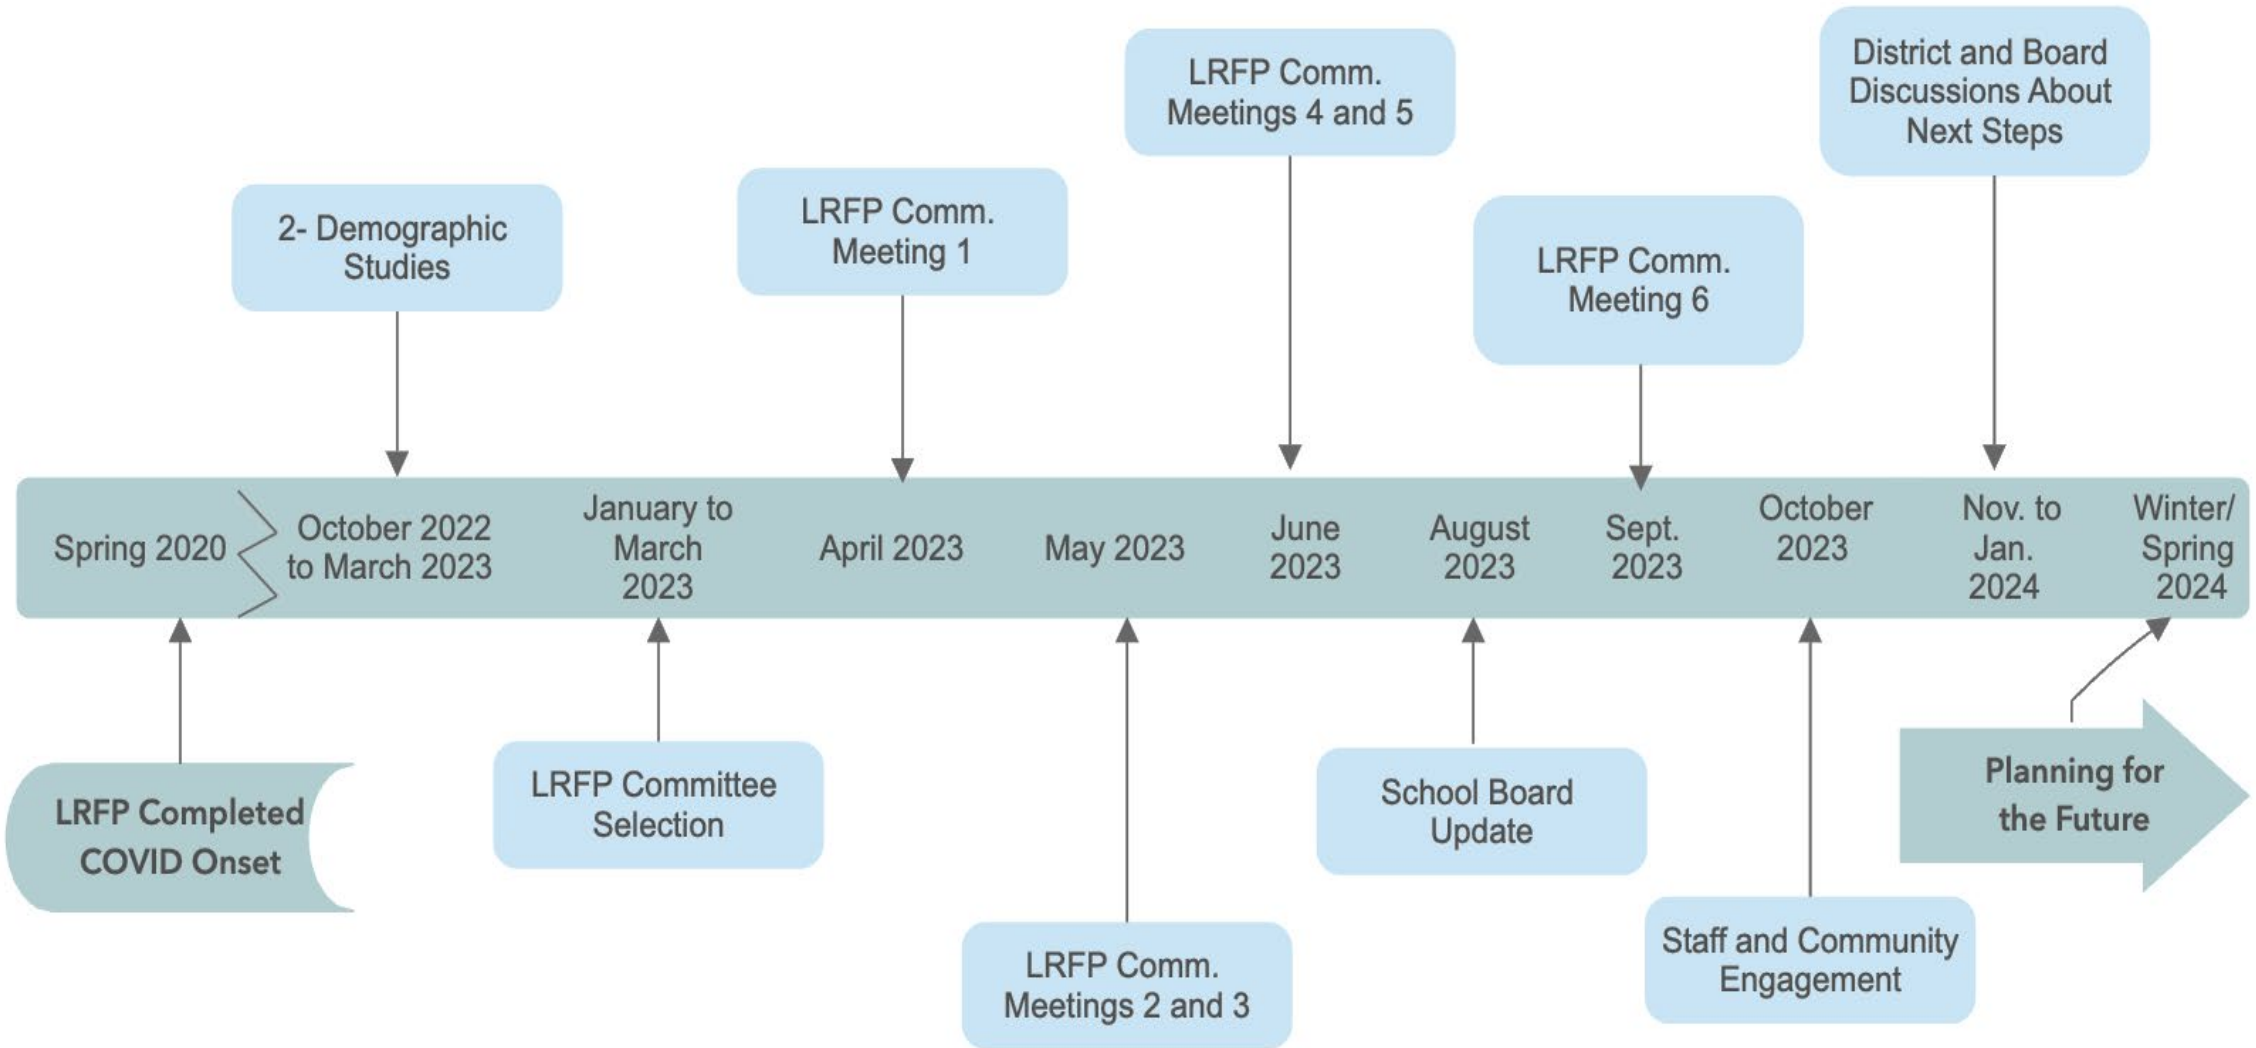 District and Board
Discussions About
Next Steps
LRFP Comm.
Meetings 4 and 5
LRFP Comm.
Meeting 1
2- Demographic
Studies
LRFP Comm.
Meeting 6
Spring 2020
October 2022
to March 2023
January to
March
2023
April 2023
May 2023
June
2023
August
2023
Sept.
2023
October
2023
Nov. to
Jan.
2024
Winter/
Spring
2024
LRFP Completed
COVID Onset
LRFP Committee
Selection
School Board
Update
Planning for
the Future
LRFP Comm.
Meetings 2 and 3
Staff and Community
Engagement